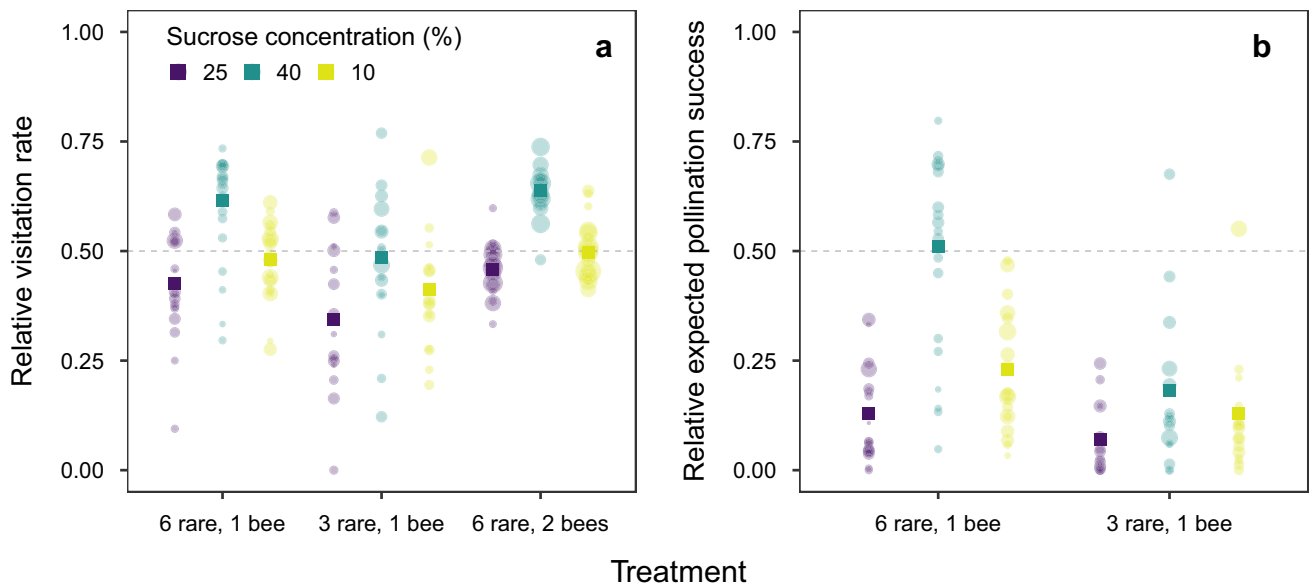 Sucrose concentration (%)
25 40 10
a
Relative visitation rate
1.00
0.75
0.50
0.25
0.00
6 rare, 1 bee
3 rare, 1 bee
6 rare, 2 bees
b
Relative expected pollination success
1.00
0.75
0.50
0.25
0.00
6 rare, 1 bee
3 rare, 1 bee
Treatment